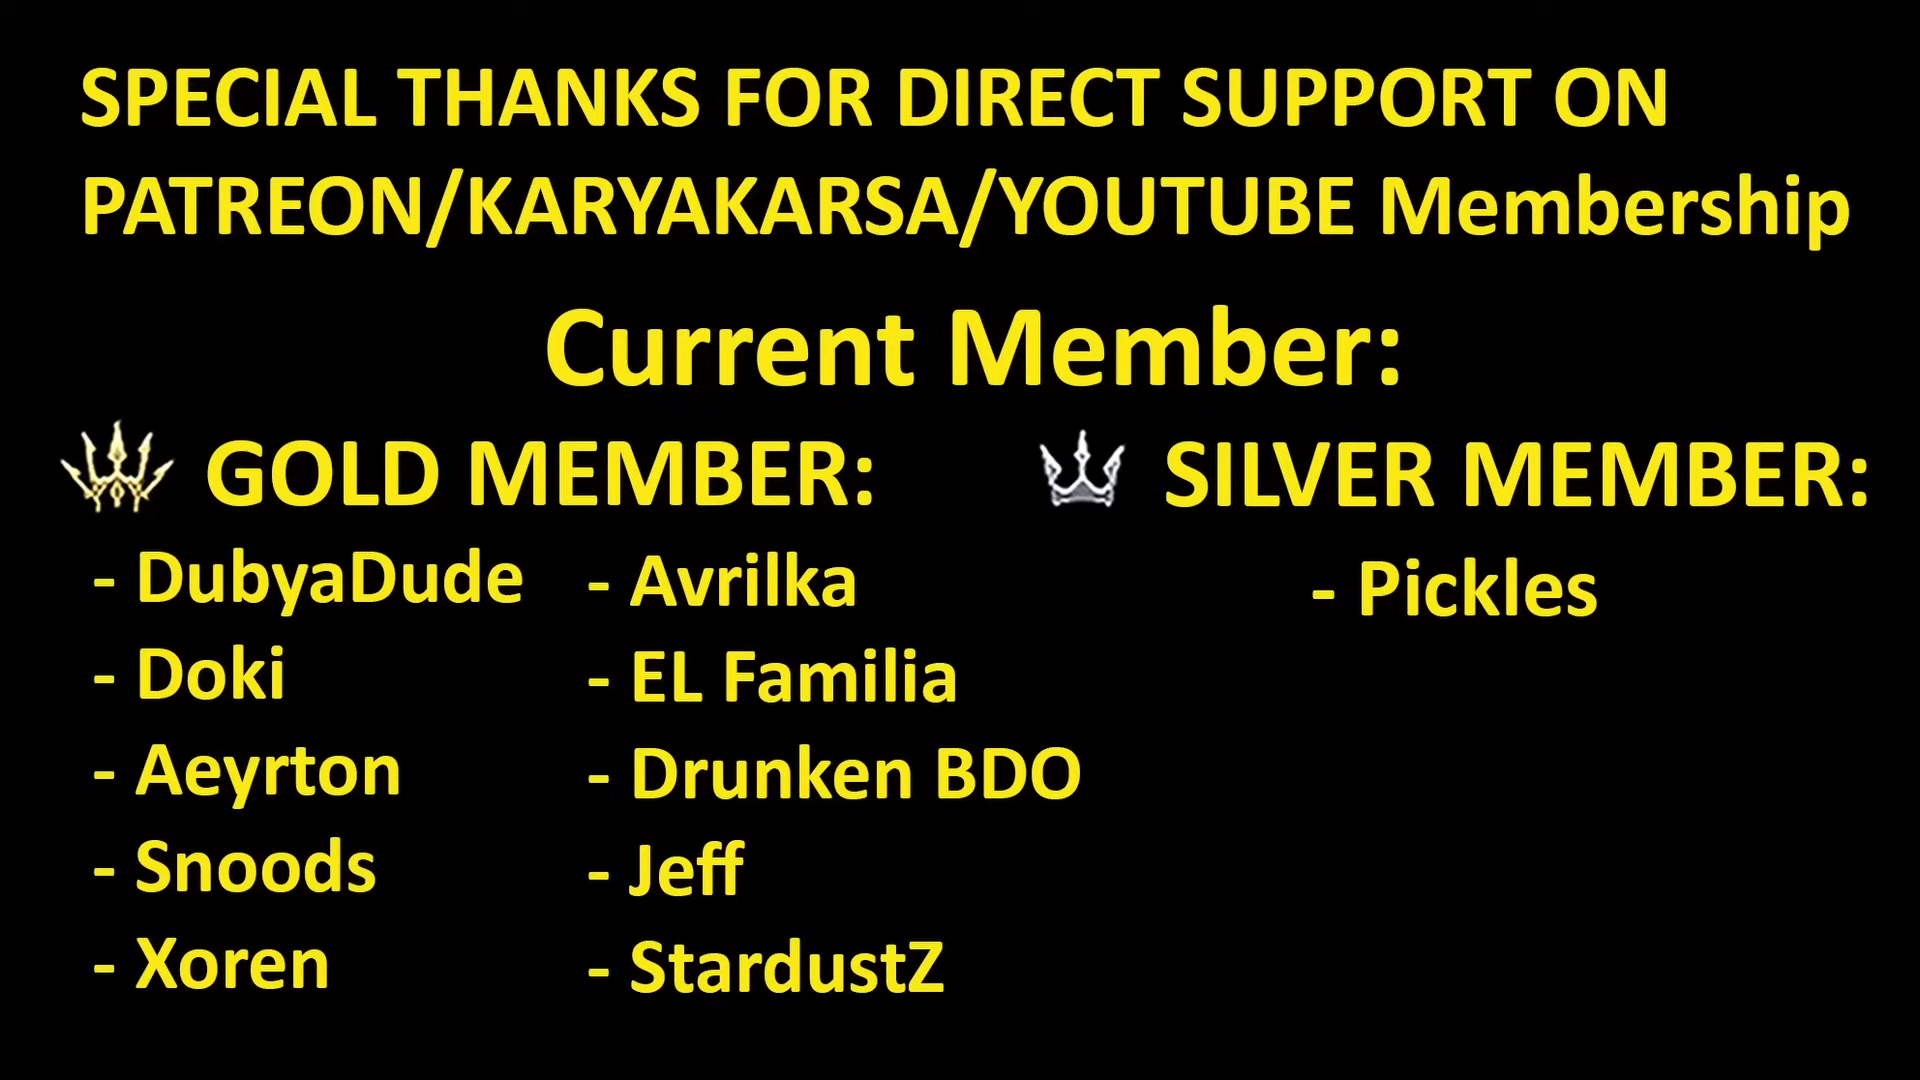 SPECIAL THANKS FOR DIRECT SUPPORT ON
PATREON/KARYAKARSA/YOUTUBE Membership
Current Member:
GOLD MEMBER:
- DubyaDude
- Doki
- Aeyrton
- Snoods
- Xoren
- Avrilka
- EL Familia
- Drunken BDO
- Jeff
- StardustZ
SILVER MEMBER:
- Pickles